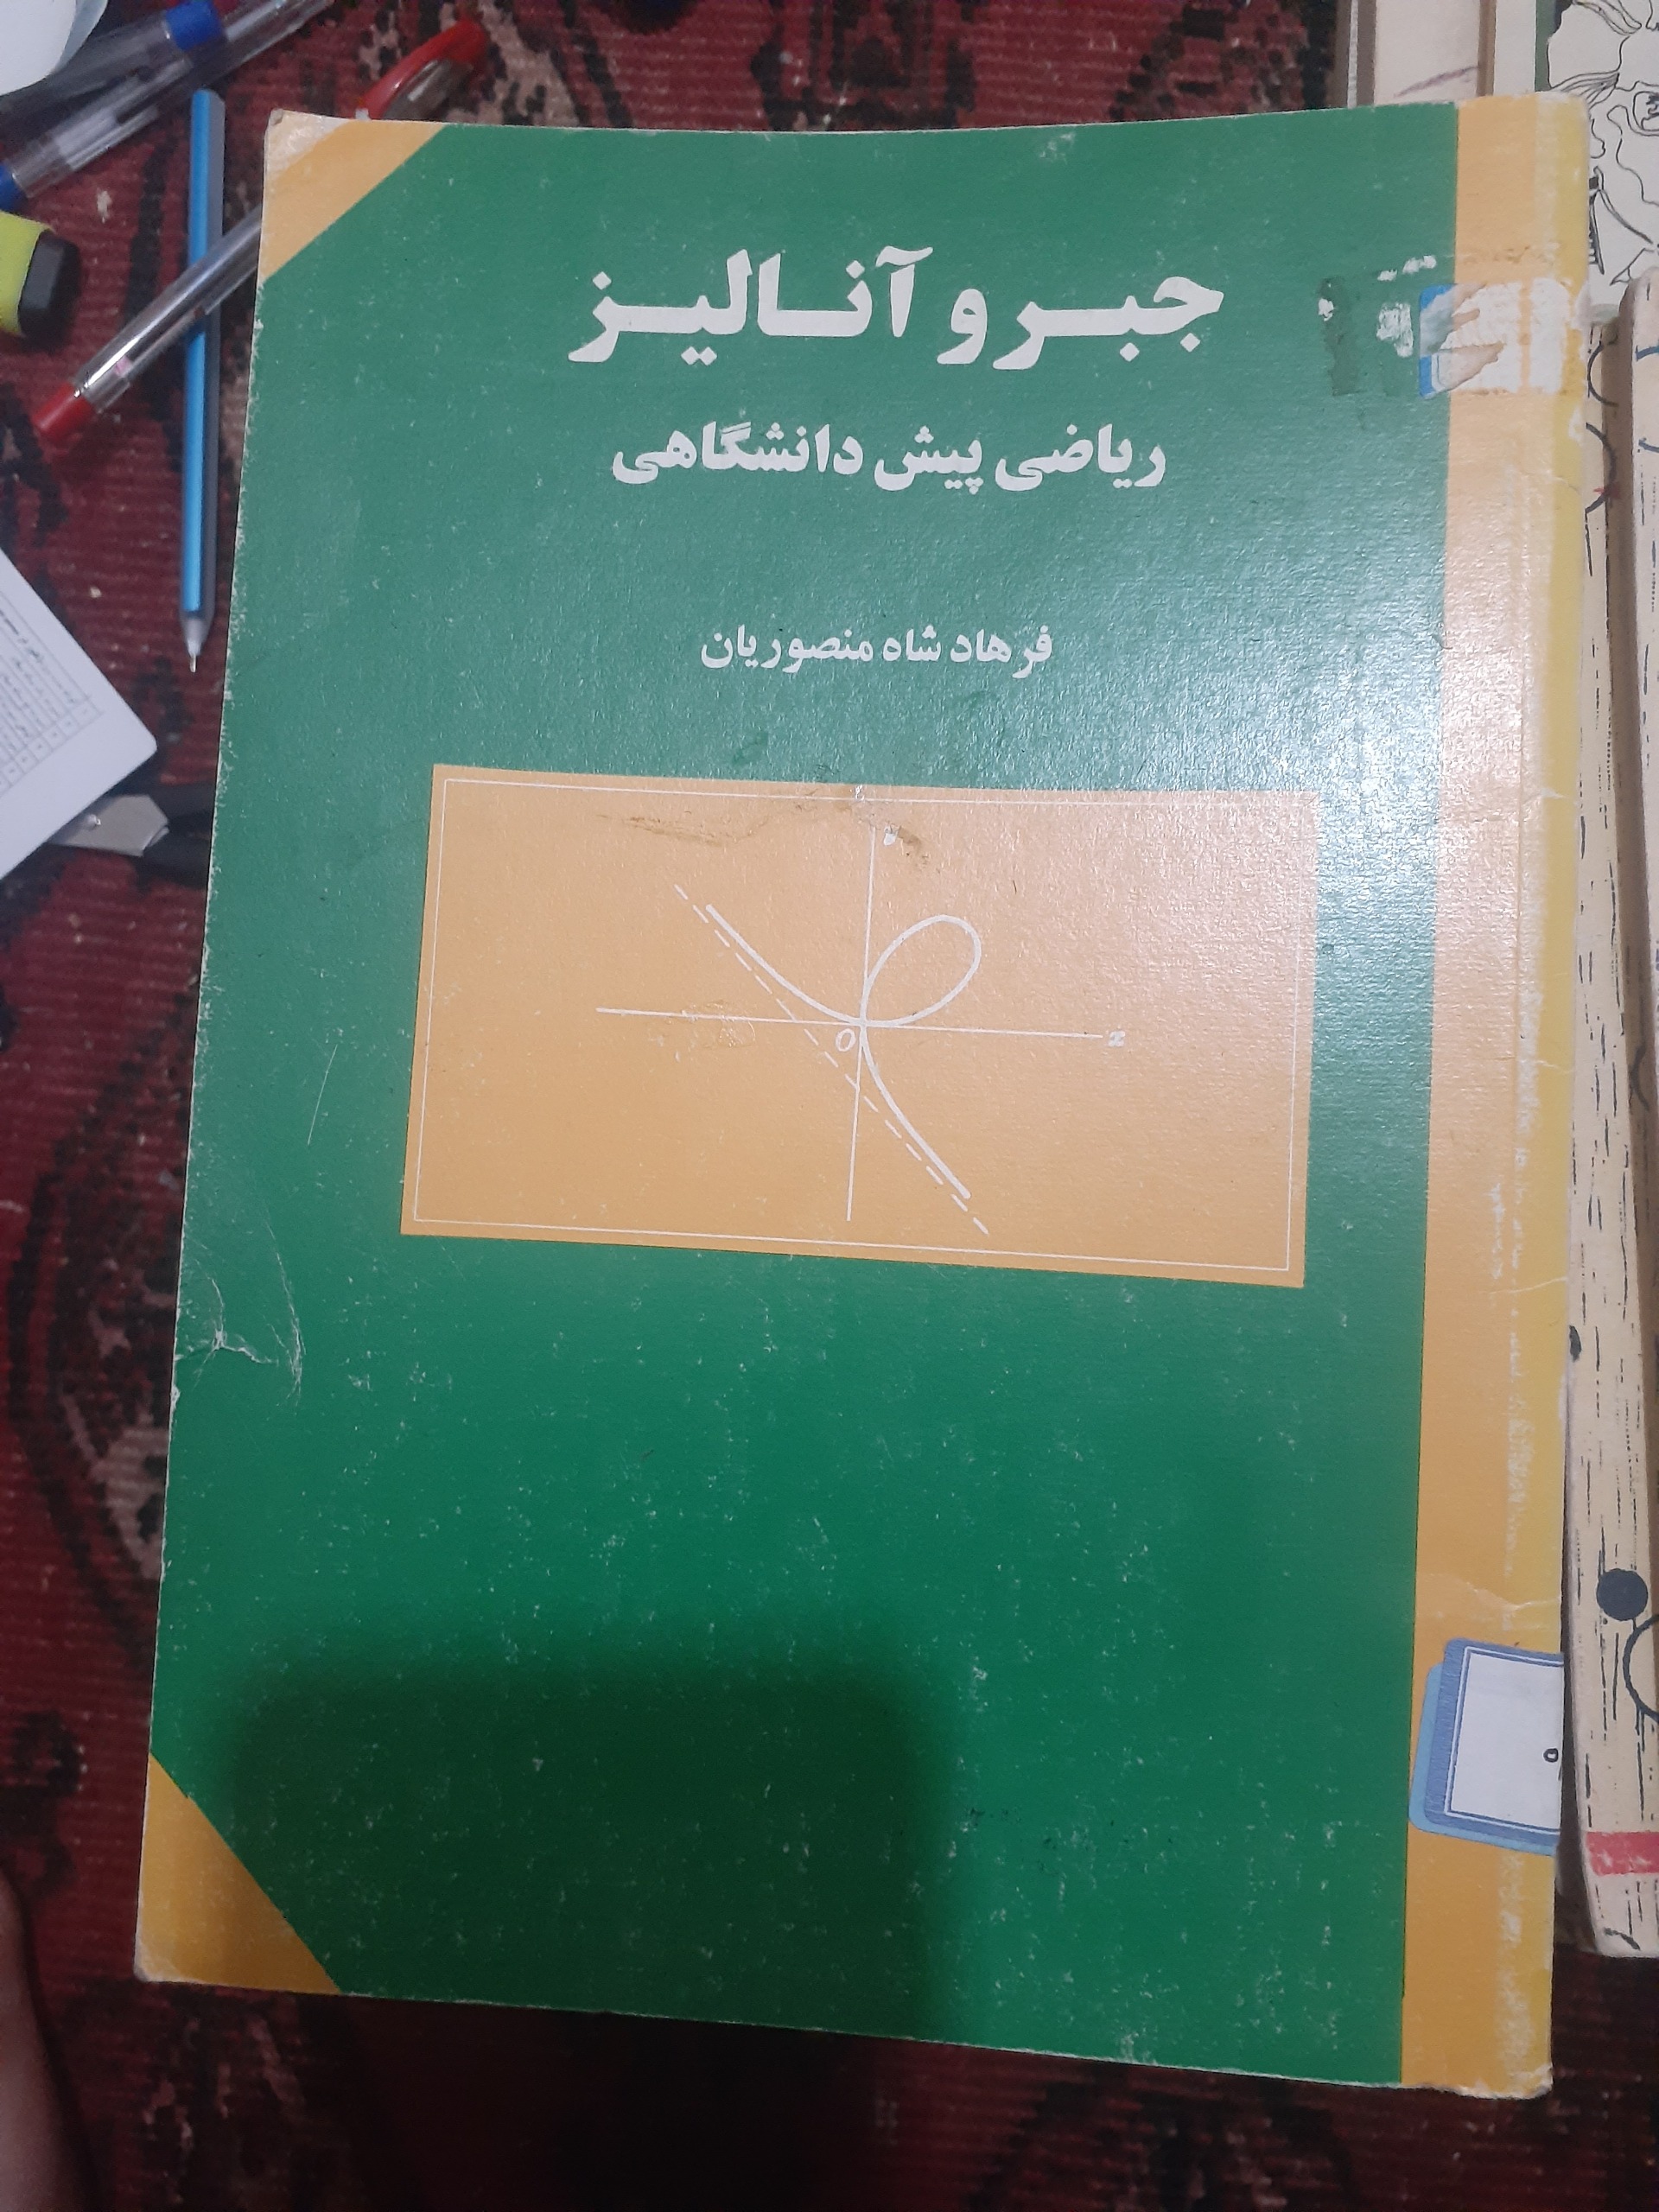 جبر و آنالیز
ریاضی پیش دانشگاهی
فرهاد شاه منصوریان
y
x
O